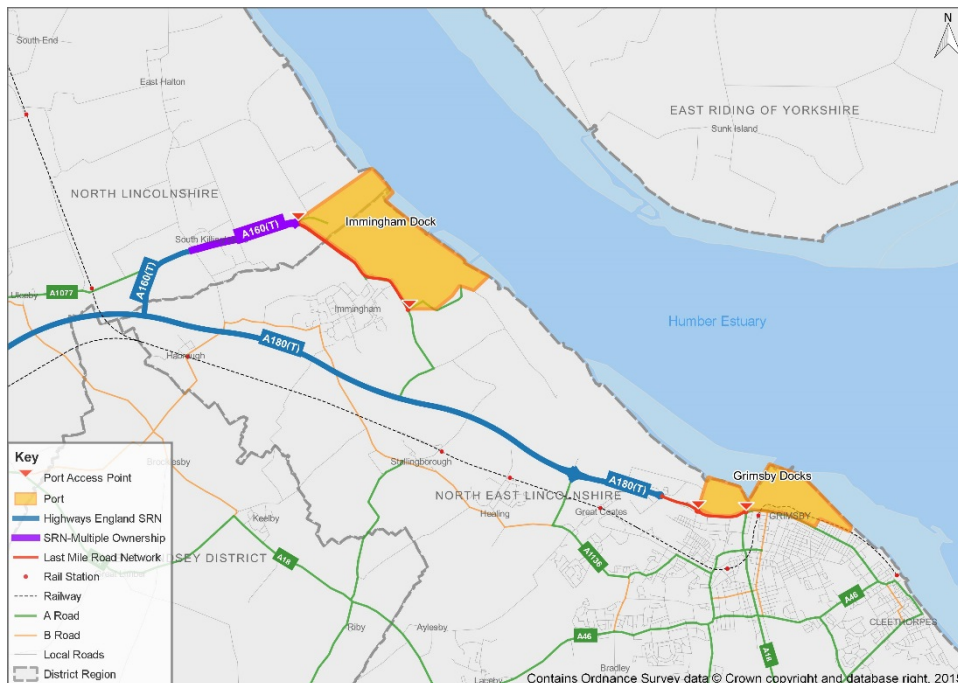 N
South End
East Halton
EAST RIDING OF YORKSHIRE
Sunk Island
NORTH LINCOLNSHIRE
Immingham Dock
A160(T)
South Killingholme
A160(T)
A1077
Ulceby
Immingham
Humber Estuary
A180(T)
Habrough
Key
Port Access Point
Port
Highways England SRN
SRN-Multiple Ownership
Last Mile Road Network
Rail Station
Railway
A Road
B Road
Local Roads
District Region
Brocklesby
Stallingborough
Grimsby Docks
A180(T)
NORTH EAST LINCOLNSHIRE
Keelby
Healing
Great Coates
GRIMSBY
DSEY DISTRICT
A18
A1136
A46
CLEETHORPES
Riby
Aylesby
A46
A16
Laceby
Bradley
Contains Ordnance Survey data © Crown copyright and database right, 2015